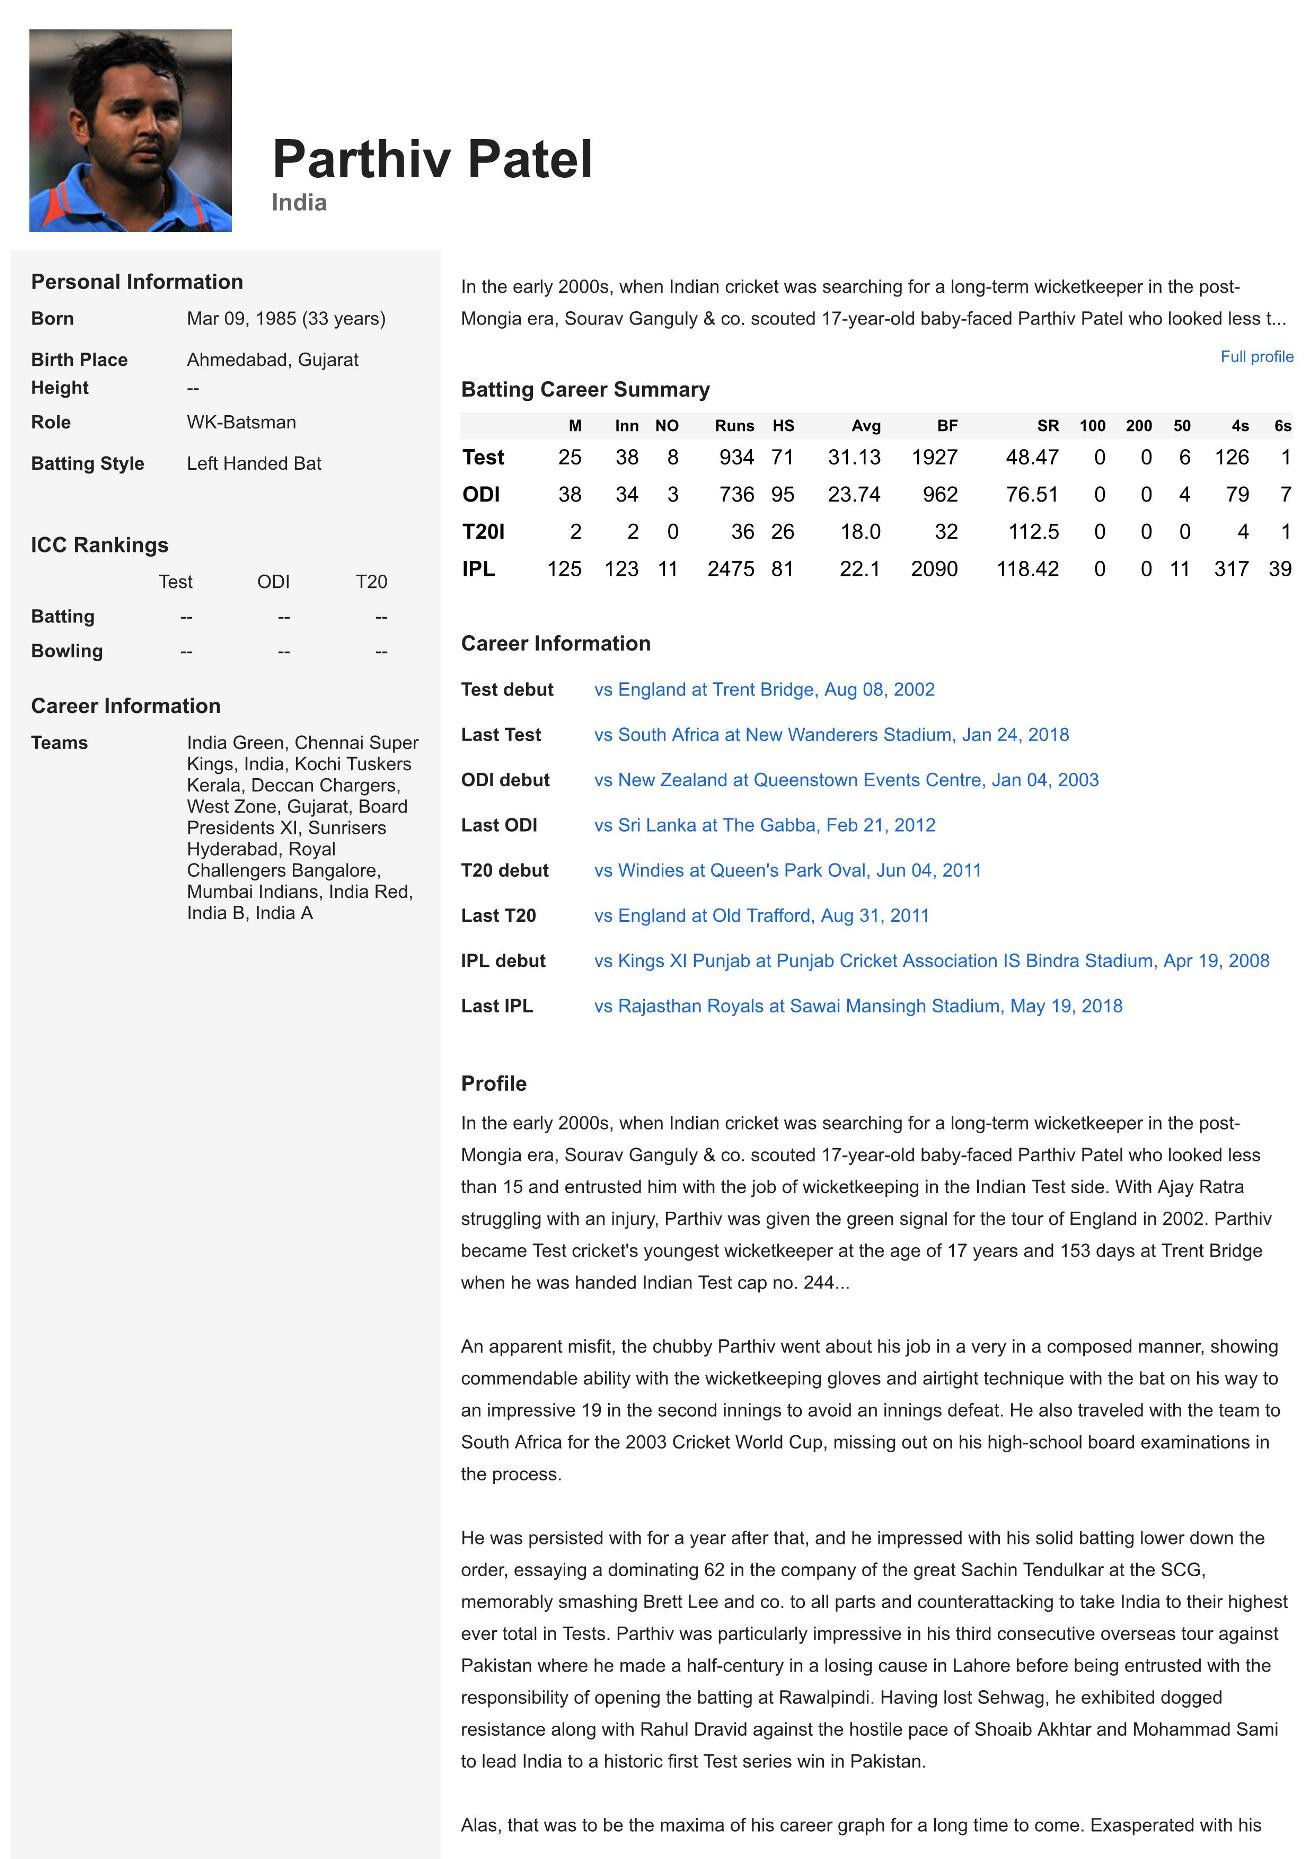 Parthiv Patel
India
Personal Information
Born Mar 09, 1985 (33 years)
Birth Place Ahmedabad, Gujarat
Height --
Role WK-Batsman
Batting Style Left Handed Bat
ICC Rankings
Test ODI T20
Batting -- -- --
Bowling -- -- --
Career Information
Teams India Green, Chennai Super
Kings, India, Kochi Tuskers
Kerala, Deccan Chargers,
West Zone, Gujarat, Board
Presidents XI, Sunrisers
Hyderabad, Royal
Challengers Bangalore,
Mumbai Indians, India Red,
India B, India A
In the early 2000s, when Indian cricket was searching for a long-term wicketkeeper in the post-
Mongia era, Sourav Ganguly & co. scouted 17-year-old baby-faced Parthiv Patel who looked less t...
Full profile
Batting Career Summary
M Inn NO Runs HS Avg BF SR 100 200 50 4s 6s
Test 25 38 8 934 71 31.13 1927 48.47 0 0 6 126 1
ODI 38 34 3 736 95 23.74 962 76.51 0 0 4 79 7
T20I 2 2 0 36 26 18.0 32 112.5 0 0 0 4 1
IPL 125 123 11 2475 81 22.1 2090 118.42 0 0 11 317 39
Career Information
Test debut vs England at Trent Bridge, Aug 08, 2002
Last Test vs South Africa at New Wanderers Stadium, Jan 24, 2018
ODI debut vs New Zealand at Queenstown Events Centre, Jan 04, 2003
Last ODI vs Sri Lanka at The Gabba, Feb 21, 2012
T20 debut vs Windies at Queen's Park Oval, Jun 04, 2011
Last T20 vs England at Old Trafford, Aug 31, 2011
IPL debut vs Kings XI Punjab at Punjab Cricket Association IS Bindra Stadium, Apr 19, 2008
Last IPL vs Rajasthan Royals at Sawai Mansingh Stadium, May 19, 2018
Profile
In the early 2000s, when Indian cricket was searching for a long-term wicketkeeper in the post-
Mongia era, Sourav Ganguly & co. scouted 17-year-old baby-faced Parthiv Patel who looked less
than 15 and entrusted him with the job of wicketkeeping in the Indian Test side. With Ajay Ratra
struggling with an injury, Parthiv was given the green signal for the tour of England in 2002. Parthiv
became Test cricket's youngest wicketkeeper at the age of 17 years and 153 days at Trent Bridge
when he was handed Indian Test cap no. 244...
An apparent misfit, the chubby Parthiv went about his job in a very in a composed manner, showing
commendable ability with the wicketkeeping gloves and airtight technique with the bat on his way to
an impressive 19 in the second innings to avoid an innings defeat. He also traveled with the team to
South Africa for the 2003 Cricket World Cup, missing out on his high-school board examinations in
the process.
He was persisted with for a year after that, and he impressed with his solid batting lower down the
order, essaying a dominating 62 in the company of the great Sachin Tendulkar at the SCG,
memorably smashing Brett Lee and co. to all parts and counterattacking to take India to their highest
ever total in Tests. Parthiv was particularly impressive in his third consecutive overseas tour against
Pakistan where he made a half-century in a losing cause in Lahore before being entrusted with the
responsibility of opening the batting at Rawalpindi. Having lost Sehwag, he exhibited dogged
resistance along with Rahul Dravid against the hostile pace of Shoaib Akhtar and Mohammad Sami
to lead India to a historic first Test series win in Pakistan.
Alas, that was to be the maxima of his career graph for a long time to come. Exasperated with his